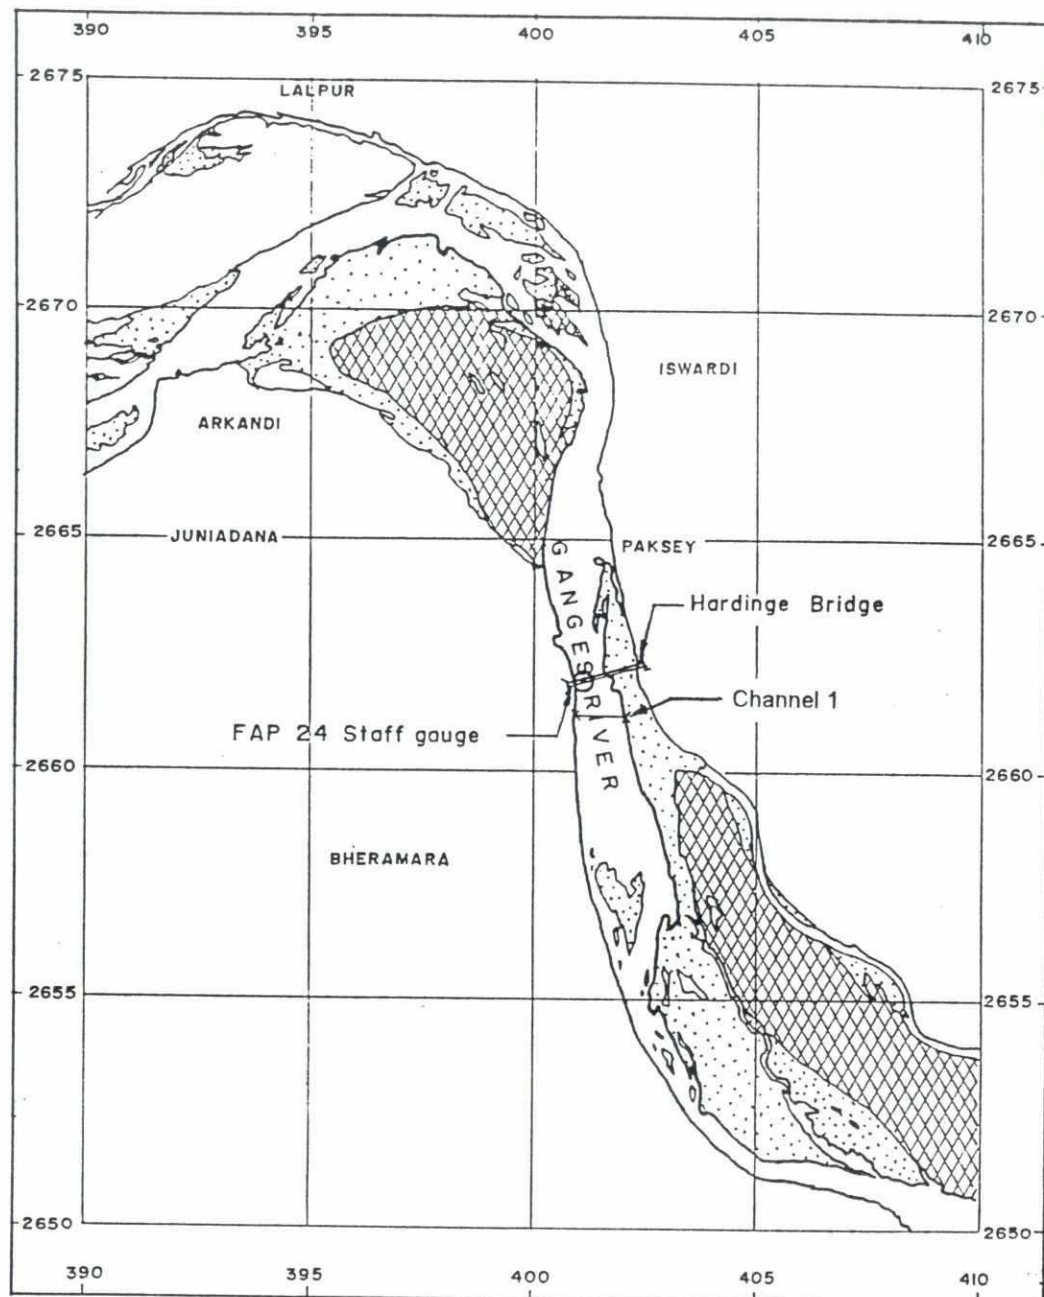 390 395 400 405 410
2675 2675
LALPUR
2670 2670
ISWARDI
ARKANDI
2665 2665
JUNIADANA
PAKSEY
GANGES RIVER
Hardinge Bridge
Channel 1
FAP 24 Staff gauge
2660 2660
BHERAMARA
2655 2655
2650 2650
390 395 400 405 410